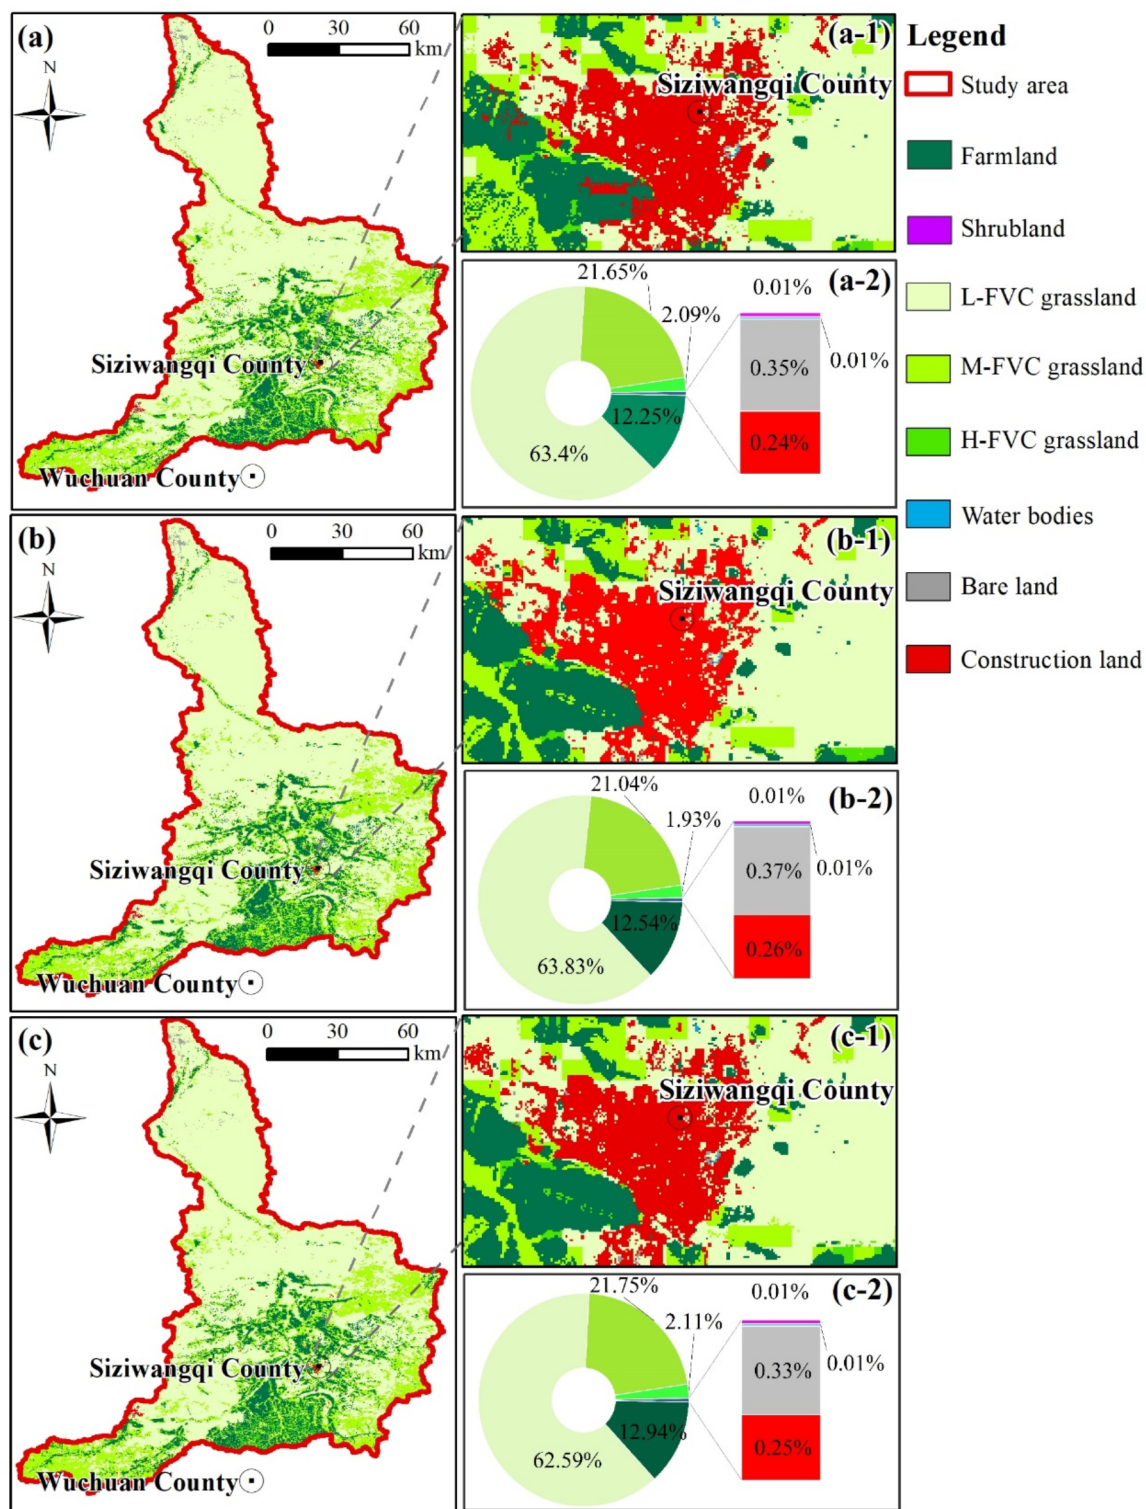 (a)
0 30 60
km
N
Siziwangqi County
Wuchuan County
(a-1)
Siziwangqi County
(a-2)
21.65%
2.09%
12.25%
63.4%
0.01%
0.01%
0.35%
0.24%
Legend
Study area
Farmland
Shrubland
L-FVC grassland
M-FVC grassland
H-FVC grassland
Water bodies
Bare land
Construction land
(b)
0 30 60
km
N
Siziwangqi County
Wuchuan County
(b-1)
Siziwangqi County
(b-2)
21.04%
1.93%
12.54%
63.83%
0.01%
0.01%
0.37%
0.26%
(c)
0 30 60
km
N
Siziwangqi County
Wuchuan County
(c-1)
Siziwangqi County
(c-2)
21.75%
2.11%
12.94%
62.59%
0.01%
0.01%
0.33%
0.25%